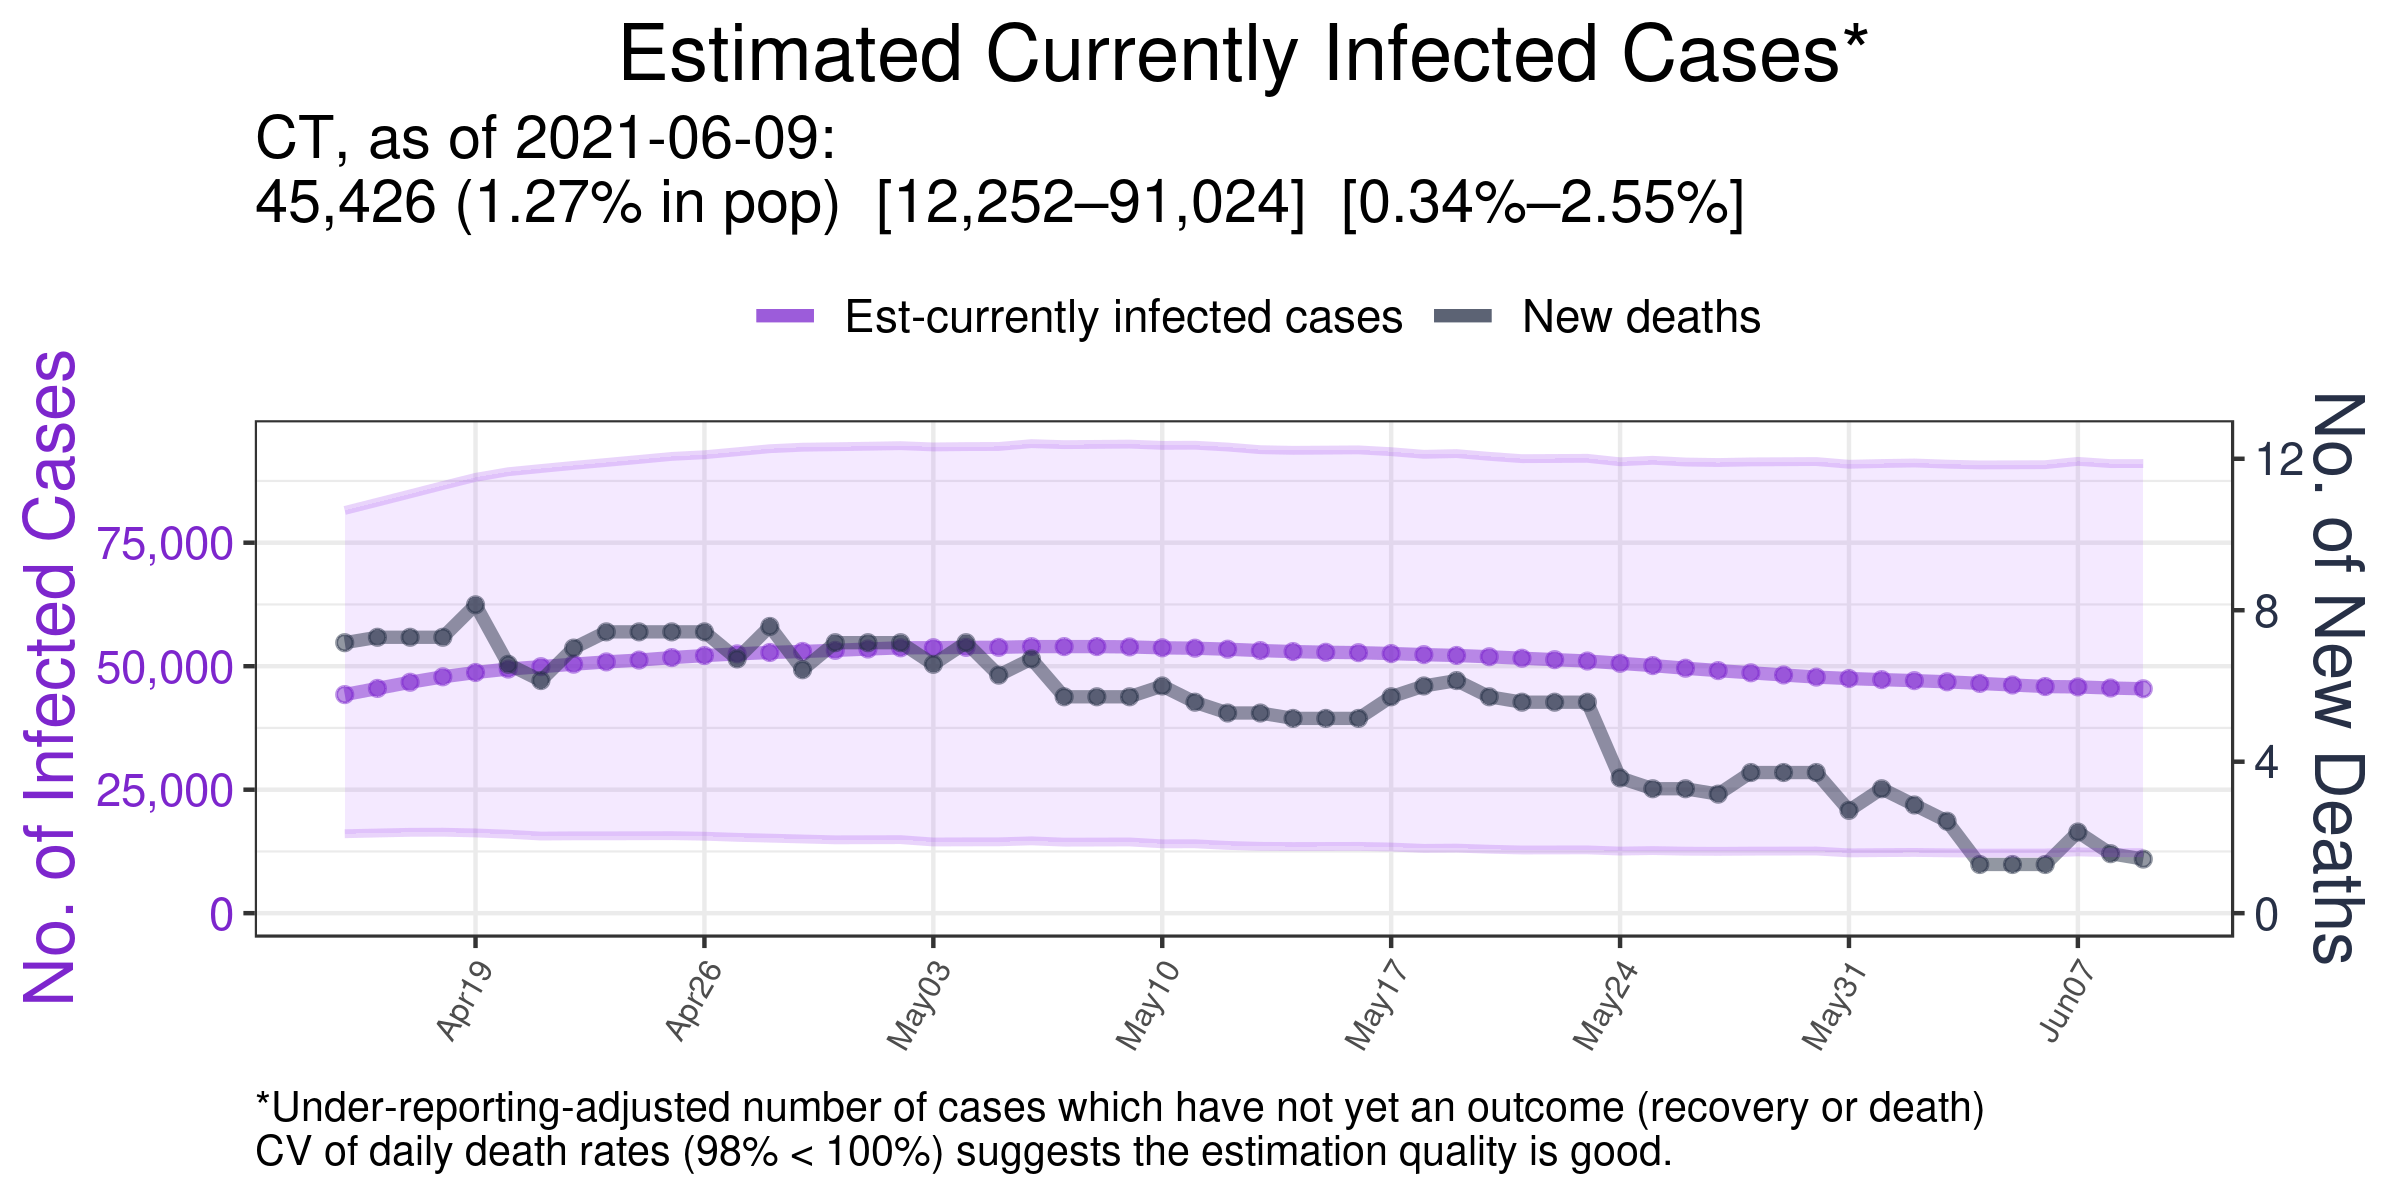 Estimated Currently Infected Cases*
CT, as of 2021-06-09:
45,426 (1.27% in pop)  [12,252–91,024]  [0.34%–2.55%]
Est-currently infected cases
New deaths
No. of Infected Cases
75,000
50,000
25,000
0
12
8
4
0
No. of New Deaths
Apr19
Apr26
May03
May10
May17
May24
May31
Jun07
*Under-reporting-adjusted number of cases which have not yet an outcome (recovery or death)
CV of daily death rates (98% < 100%) suggests the estimation quality is good.